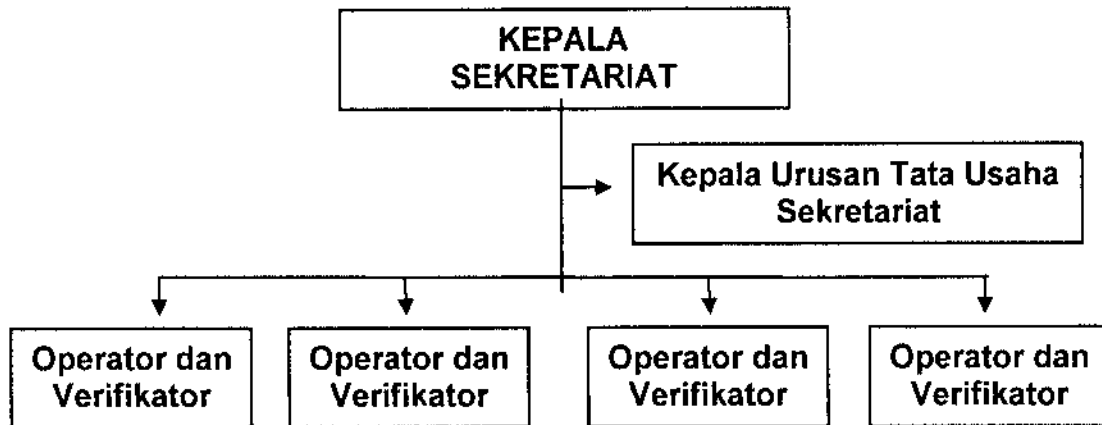 KEPALA
SEKRETARIAT
Kepala Urusan Tata Usaha
Sekretariat
Operator dan
Verifikator
Operator dan
Verifikator
Operator dan
Verifikator
Operator dan
Verifikator